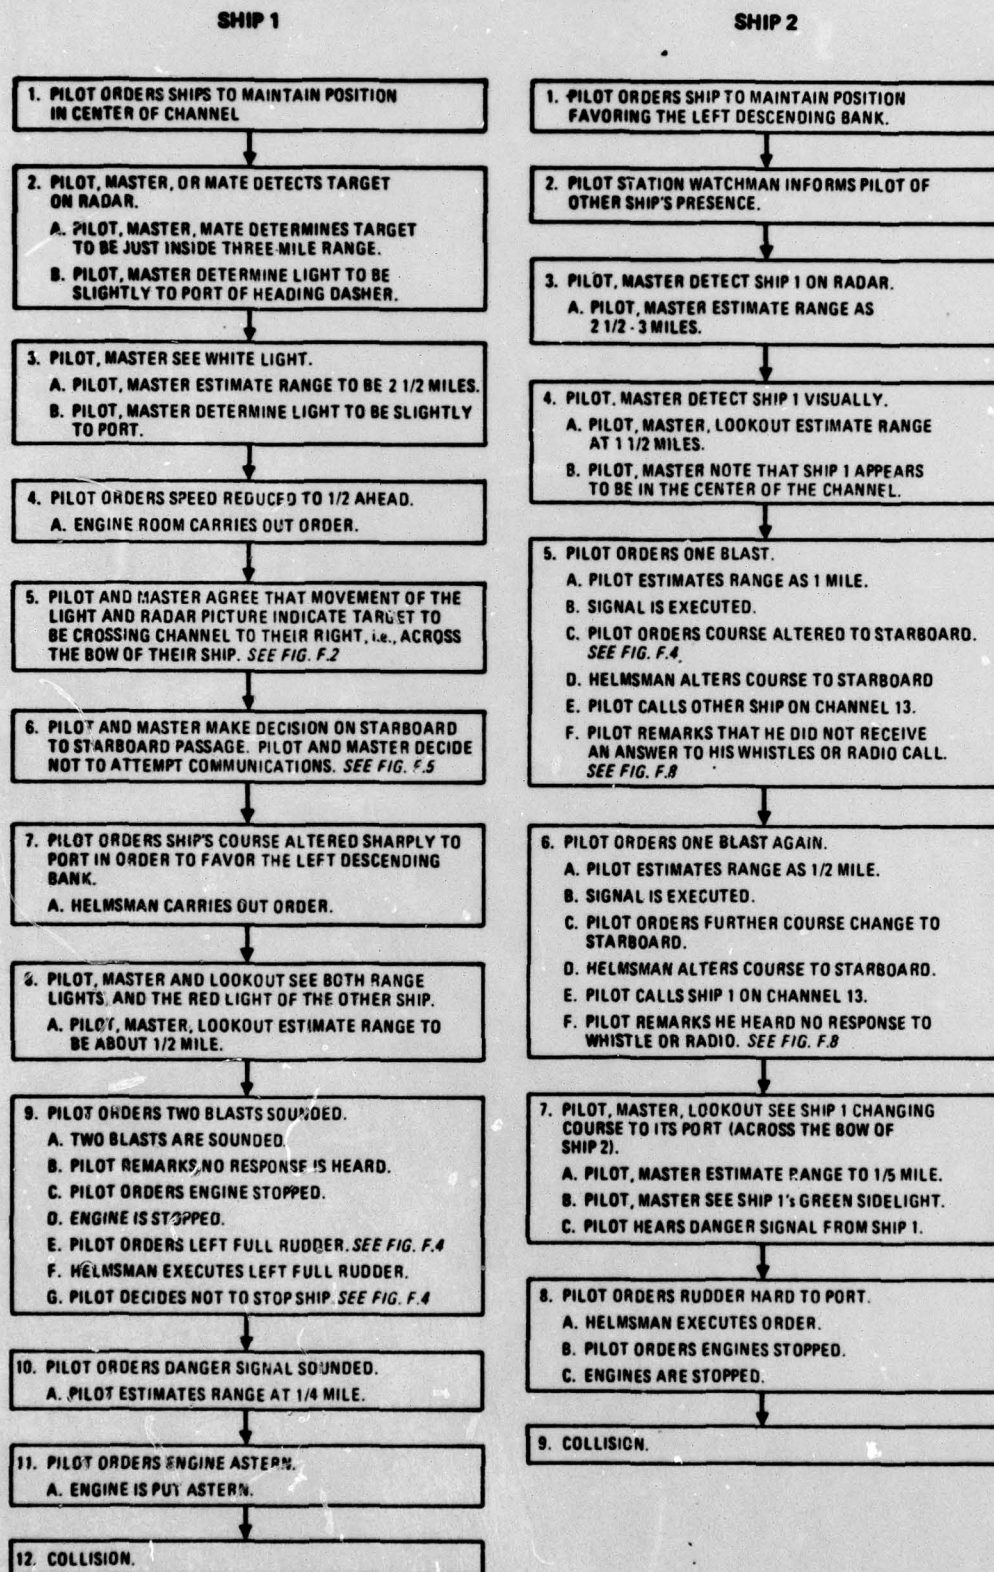 SHIP 1
1. PILOT ORDERS SHIPS TO MAINTAIN POSITION
IN CENTER OF CHANNEL
2. PILOT, MASTER, OR MATE DETECTS TARGET
ON RADAR.
A. PILOT, MASTER, MATE DETERMINES TARGET
TO BE JUST INSIDE THREE-MILE RANGE.
B. PILOT, MASTER DETERMINE LIGHT TO BE
SLIGHTLY TO PORT OF HEADING DASHER.
3. PILOT, MASTER SEE WHITE LIGHT.
A. PILOT, MASTER ESTIMATE RANGE TO BE 2 1/2 MILES.
B. PILOT, MASTER DETERMINE LIGHT TO BE SLIGHTLY
TO PORT.
4. PILOT ORDERS SPEED REDUCED TO 1/2 AHEAD.
A. ENGINE ROOM CARRIES OUT ORDER.
5. PILOT AND MASTER AGREE THAT MOVEMENT OF THE
LIGHT AND RADAR PICTURE INDICATE TARGET TO
BE CROSSING CHANNEL TO THEIR RIGHT, i.e., ACROSS
THE BOW OF THEIR SHIP. SEE FIG. F.2
6. PILOT AND MASTER MAKE DECISION ON STARBOARD
TO STARBOARD PASSAGE. PILOT AND MASTER DECIDE
NOT TO ATTEMPT COMMUNICATIONS. SEE FIG. F.5
7. PILOT ORDERS SHIP'S COURSE ALTERED SHARPLY TO
PORT IN ORDER TO FAVOR THE LEFT DESCENDING
BANK.
A. HELMSMAN CARRIES OUT ORDER.
8. PILOT, MASTER AND LOOKOUT SEE BOTH RANGE
LIGHTS AND THE RED LIGHT OF THE OTHER SHIP.
A. PILOT, MASTER, LOOKOUT ESTIMATE RANGE TO
BE ABOUT 1/2 MILE.
9. PILOT ORDERS TWO BLASTS SOUNDED.
A. TWO BLASTS ARE SOUNDED.
B. PILOT REMARKS NO RESPONSE IS HEARD.
C. PILOT ORDERS ENGINE STOPPED.
D. ENGINE IS STOPPED.
E. PILOT ORDERS LEFT FULL RUDDER. SEE FIG. F.4
F. HELMSMAN EXECUTES LEFT FULL RUDDER.
G. PILOT DECIDES NOT TO STOP SHIP. SEE FIG. F.4
10. PILOT ORDERS DANGER SIGNAL SOUNDED.
A. PILOT ESTIMATES RANGE AT 1/4 MILE.
11. PILOT ORDERS ENGINE ASTERN.
A. ENGINE IS PUT ASTERN.
12. COLLISION.
SHIP 2
1. PILOT ORDERS SHIP TO MAINTAIN POSITION
FAVORING THE LEFT DESCENDING BANK.
2. PILOT STATION WATCHMAN INFORMS PILOT OF
OTHER SHIP'S PRESENCE.
3. PILOT, MASTER DETECT SHIP 1 ON RADAR.
A. PILOT, MASTER ESTIMATE RANGE AS
2 1/2 - 3 MILES.
4. PILOT, MASTER DETECT SHIP 1 VISUALLY.
A. PILOT, MASTER, LOOKOUT ESTIMATE RANGE
AT 1 1/2 MILES.
B. PILOT, MASTER NOTE THAT SHIP 1 APPEARS
TO BE IN THE CENTER OF THE CHANNEL.
5. PILOT ORDERS ONE BLAST.
A. PILOT ESTIMATES RANGE AS 1 MILE.
B. SIGNAL IS EXECUTED.
C. PILOT ORDERS COURSE ALTERED TO STARBOARD.
SEE FIG. F.4.
D. HELMSMAN ALTERS COURSE TO STARBOARD
E. PILOT CALLS OTHER SHIP ON CHANNEL 13.
F. PILOT REMARKS THAT HE DID NOT RECEIVE
AN ANSWER TO HIS WHISTLES OR RADIO CALL.
SEE FIG. F.8
6. PILOT ORDERS ONE BLAST AGAIN.
A. PILOT ESTIMATES RANGE AS 1/2 MILE.
B. SIGNAL IS EXECUTED.
C. PILOT ORDERS FURTHER COURSE CHANGE TO
STARBOARD.
D. HELMSMAN ALTERS COURSE TO STARBOARD.
E. PILOT CALLS SHIP 1 ON CHANNEL 13.
F. PILOT REMARKS HE HEARD NO RESPONSE TO
WHISTLE OR RADIO. SEE FIG. F.8
7. PILOT, MASTER, LOOKOUT SEE SHIP 1 CHANGING
COURSE TO ITS PORT (ACROSS THE BOW OF
SHIP 2).
A. PILOT, MASTER ESTIMATE RANGE TO 1/5 MILE.
B. PILOT, MASTER SEE SHIP 1's GREEN SIDELIGHT.
C. PILOT HEARS DANGER SIGNAL FROM SHIP 1.
8. PILOT ORDERS RUDDER HARD TO PORT.
A. HELMSMAN EXECUTES ORDER.
B. PILOT ORDERS ENGINES STOPPED.
C. ENGINES ARE STOPPED.
9. COLLISION.